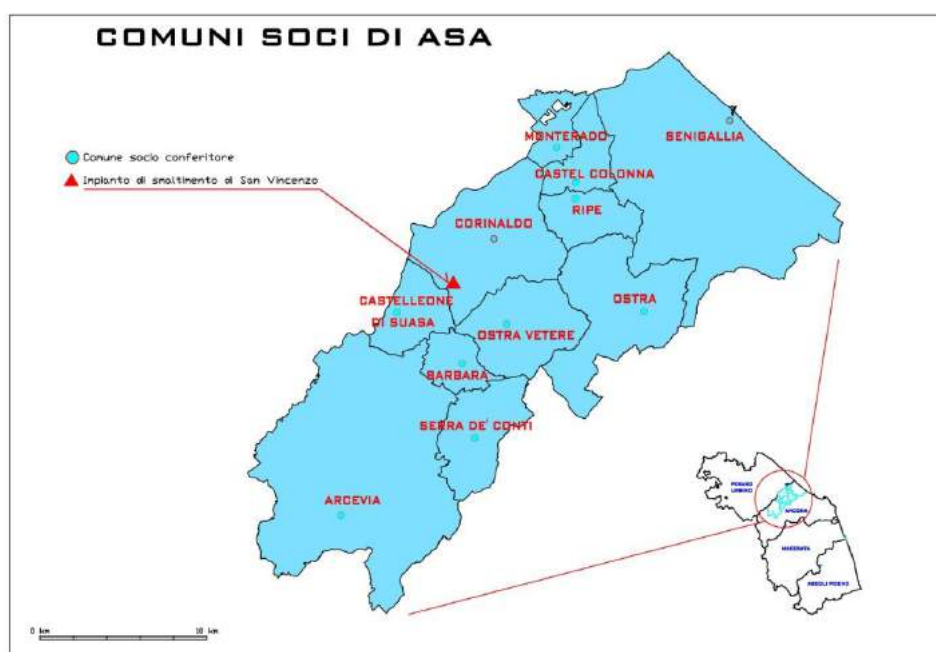 COMUNI SOCI DI ASA
Comune socio conferitore
Impianto di smaltimento di San Vincenzo
MONTERADO
SENIGALLIA
CASTEL COLONNA
RIPE
CORINALDO
CASTELLEONE
DI SUASA
OSTRA
OSTRA VETERE
BARBARA
SERRA DE' CONTI
ARCEVIA
PESARO
URBINO
ANCONA
MACERATA
ASCOLI PICENO
0 km
10 km